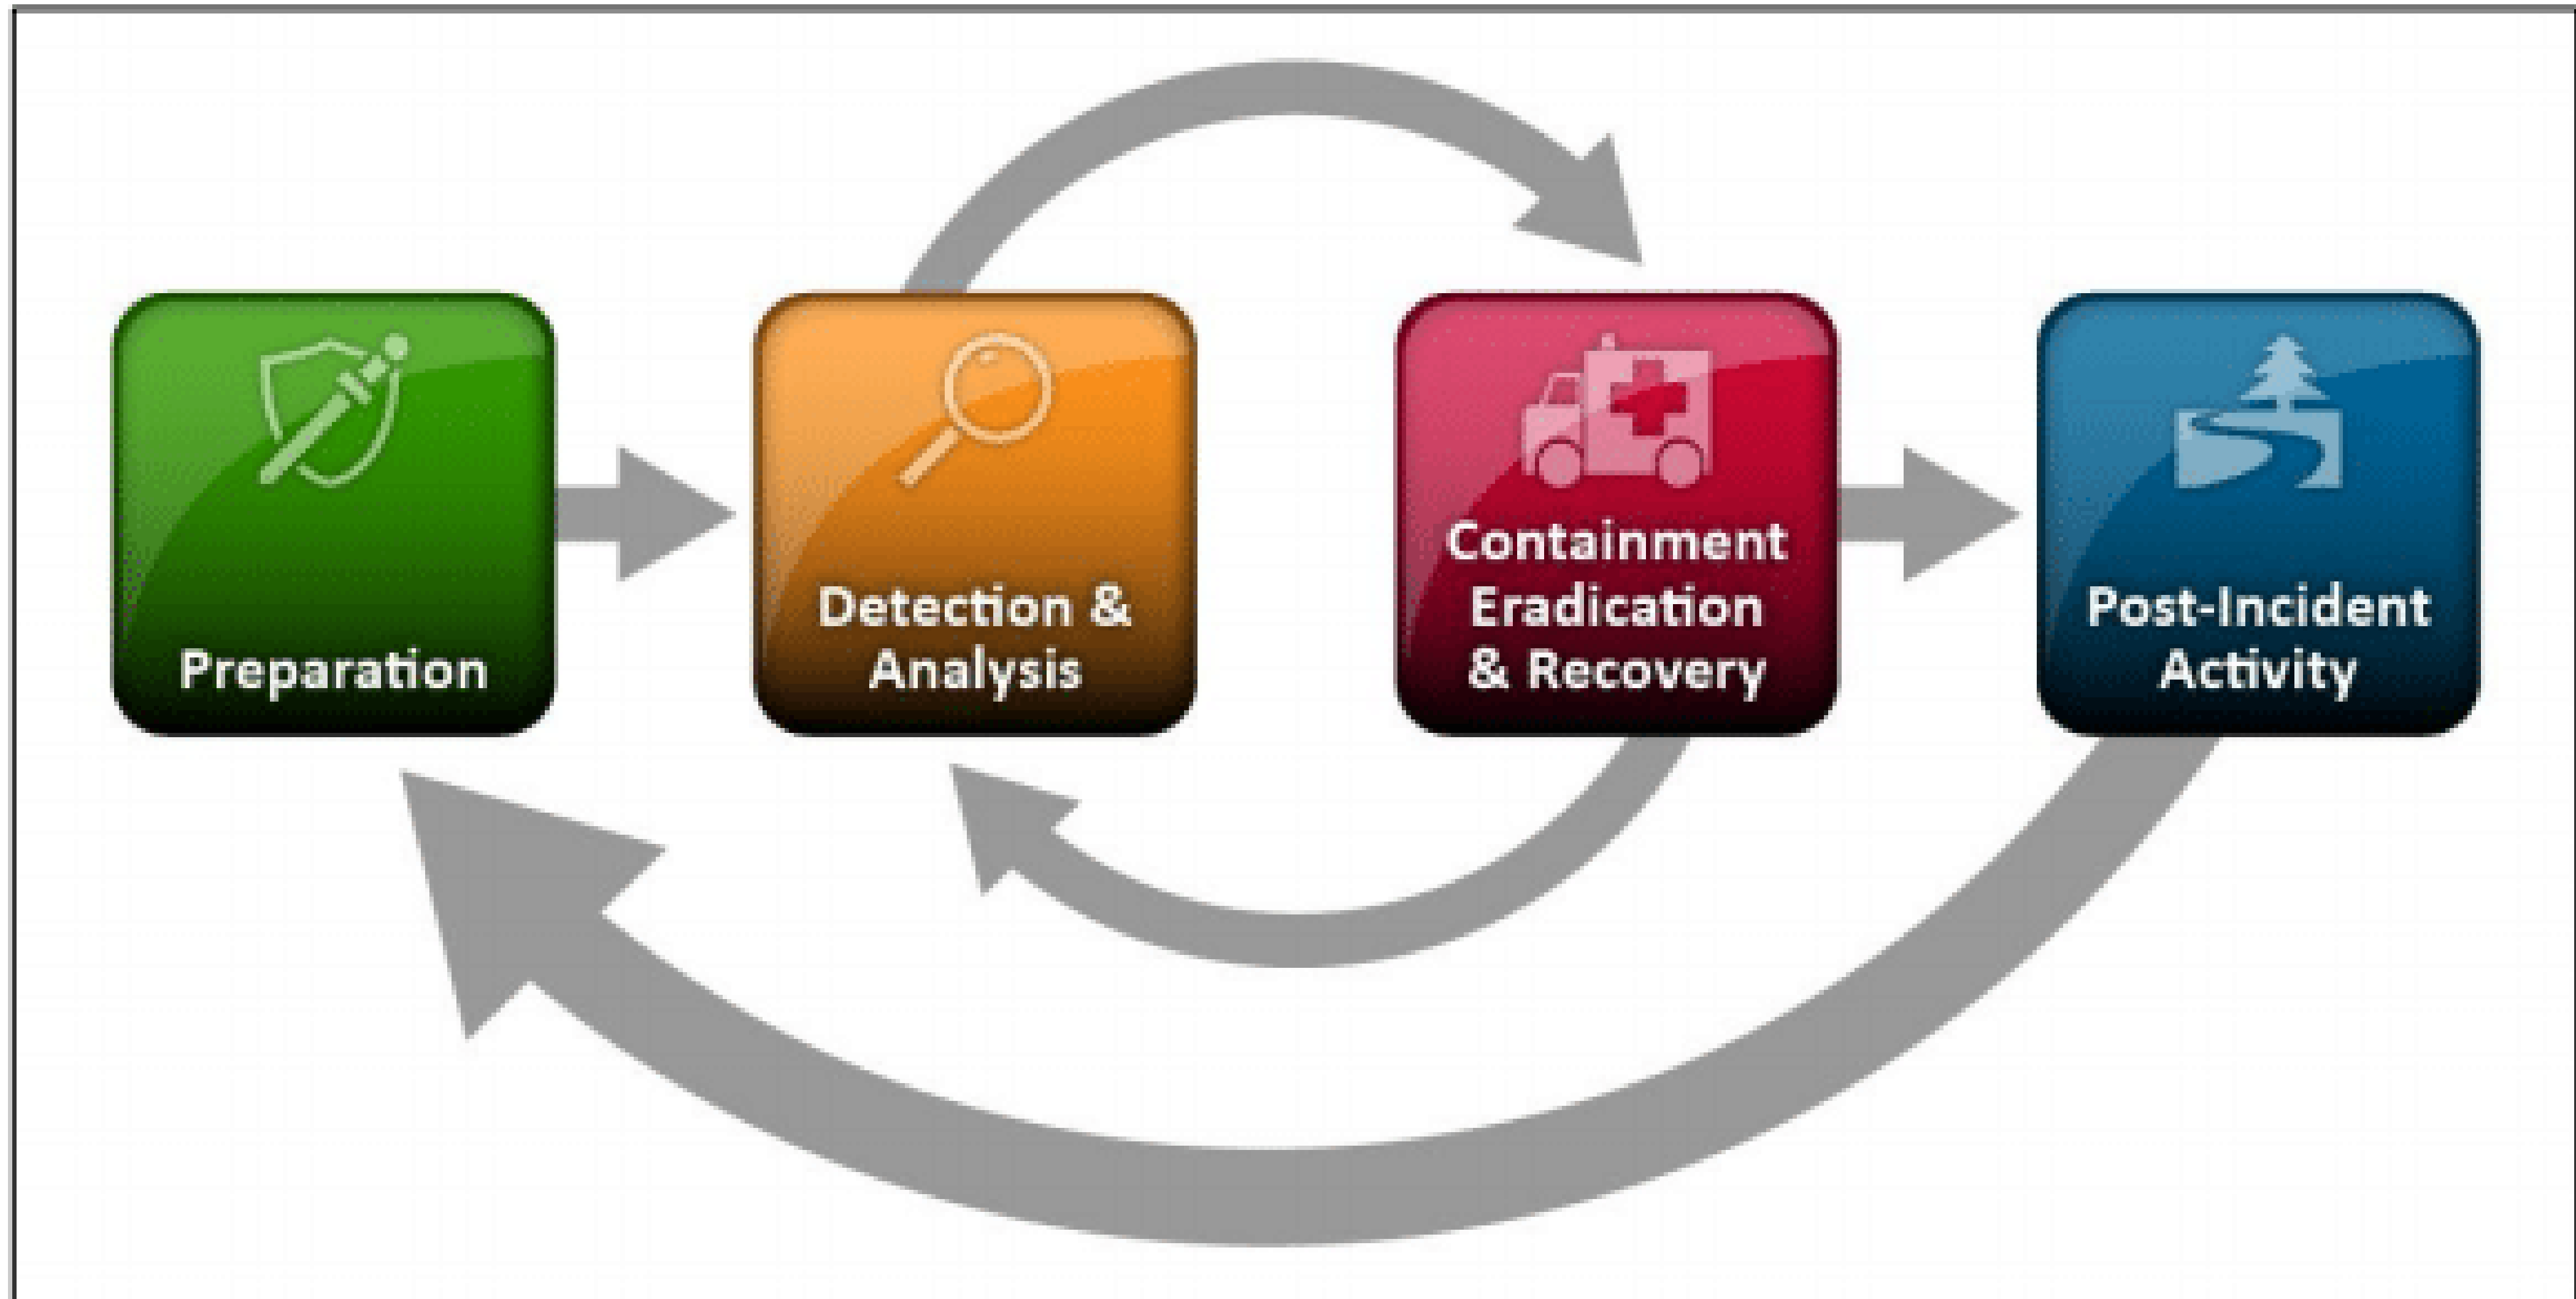 Preparation
Detection &
Analysis
Containment
Eradication
& Recovery
Post-Incident
Activity